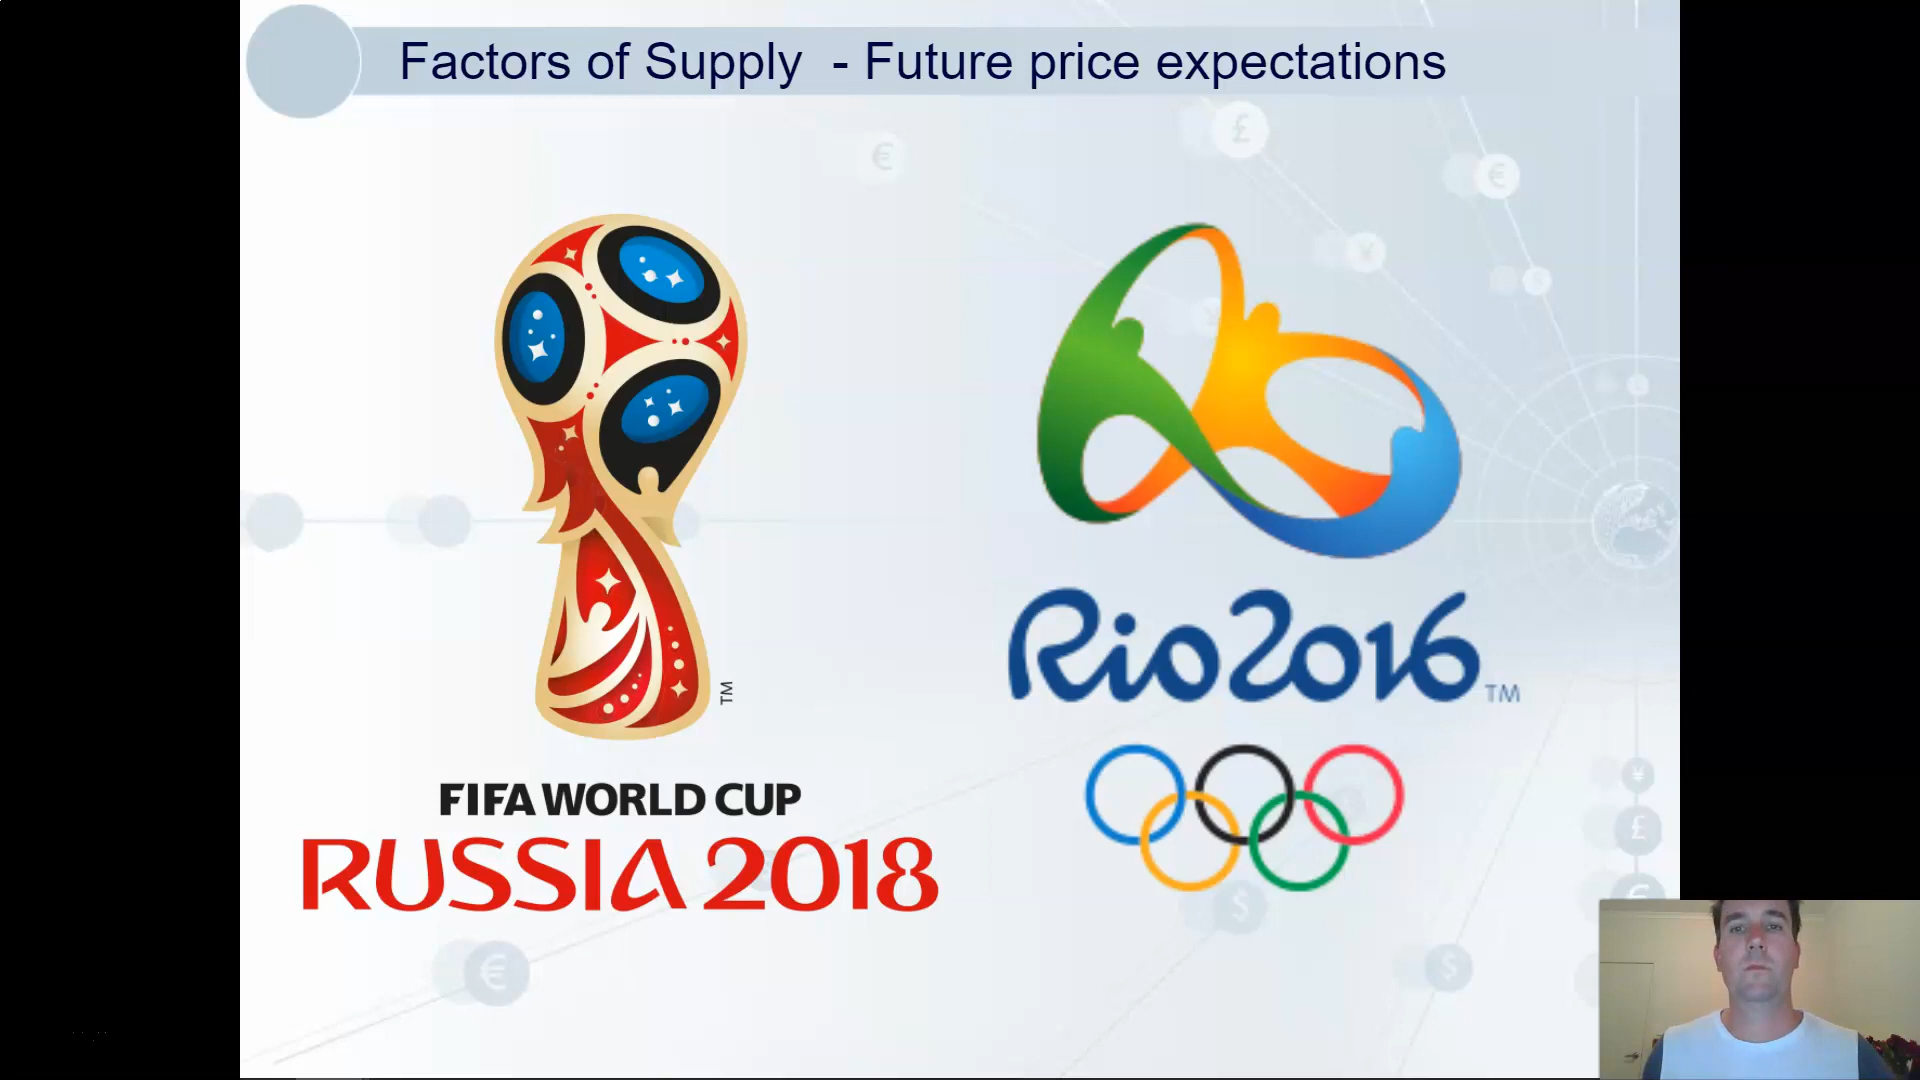 Factors of Supply - Future price expectations
TM
FIFA WORLD CUP
RUSSIA 2018
Rio2016
TM